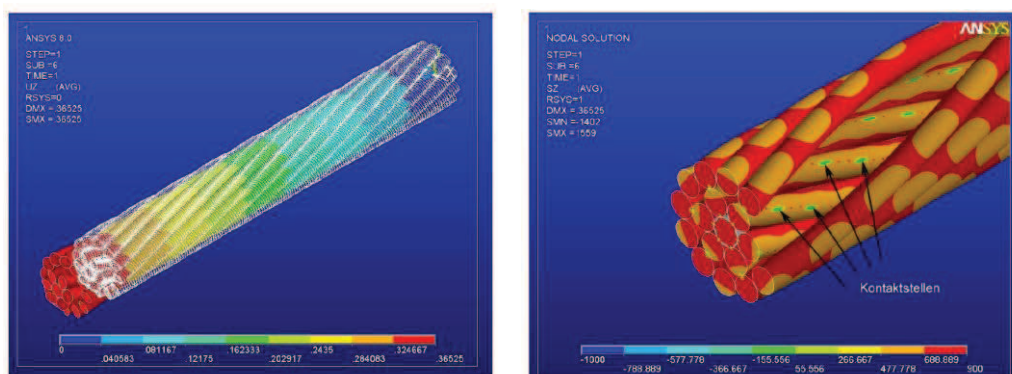 ANSYS 6.0
STEP=1
SUB =6
TIME=1
UZ (AVG)
RSYS=0
DMX =.36525
SMX =.36525
0 .081167 .162333 .2435 .324667
.040583 .12175 .202917 .284083 .36525
ANSYS
NODAL SOLUTION
STEP=1
SUB =6
TIME=1
SZ (AVG)
RSYS=1
DMX =.36525
SMN =-1402
SMX =1559
Kontaktstellen
-1000 -577.778 -155.556 266.667 688.889
-788.889 -366.667 55.556 477.778 900